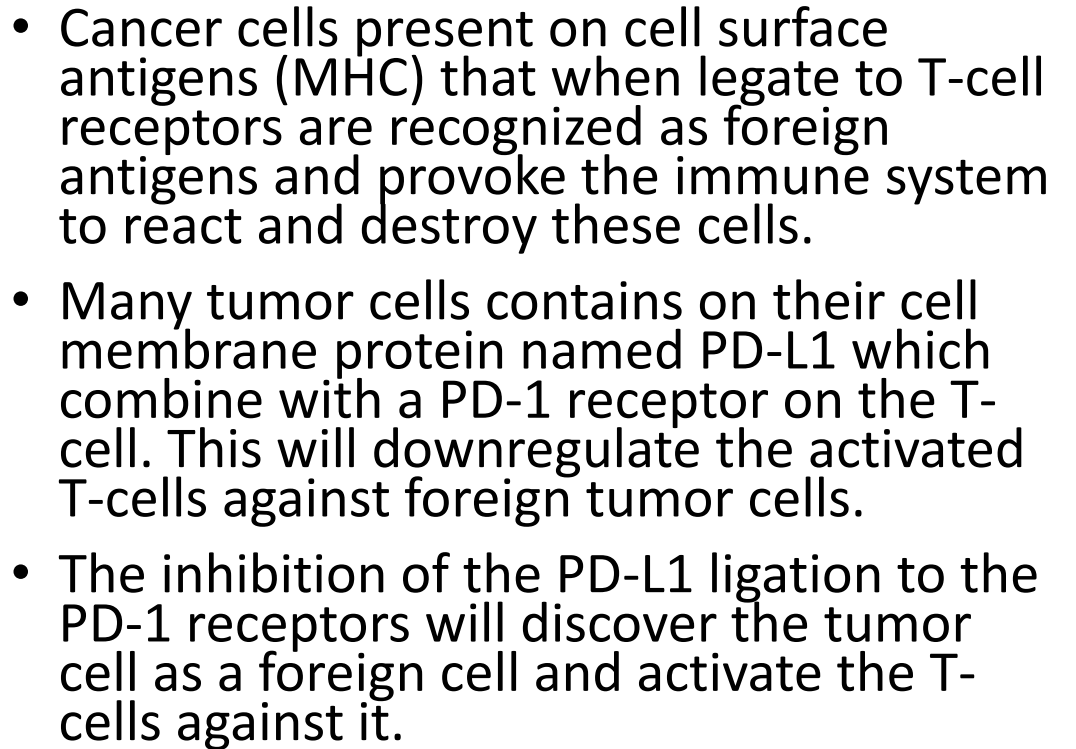 • Cancer cells present on cell surface
antigens (MHC) that when legate to T-cell
receptors are recognized as foreign
antigens and provoke the immune system
to react and destroy these cells.
• Many tumor cells contains on their cell
membrane protein named PD-L1 which
combine with a PD-1 receptor on the T-
cell. This will downregulate the activated
T-cells against foreign tumor cells.
• The inhibition of the PD-L1 ligation to the
PD-1 receptors will discover the tumor
cell as a foreign cell and activate the T-
cells against it.